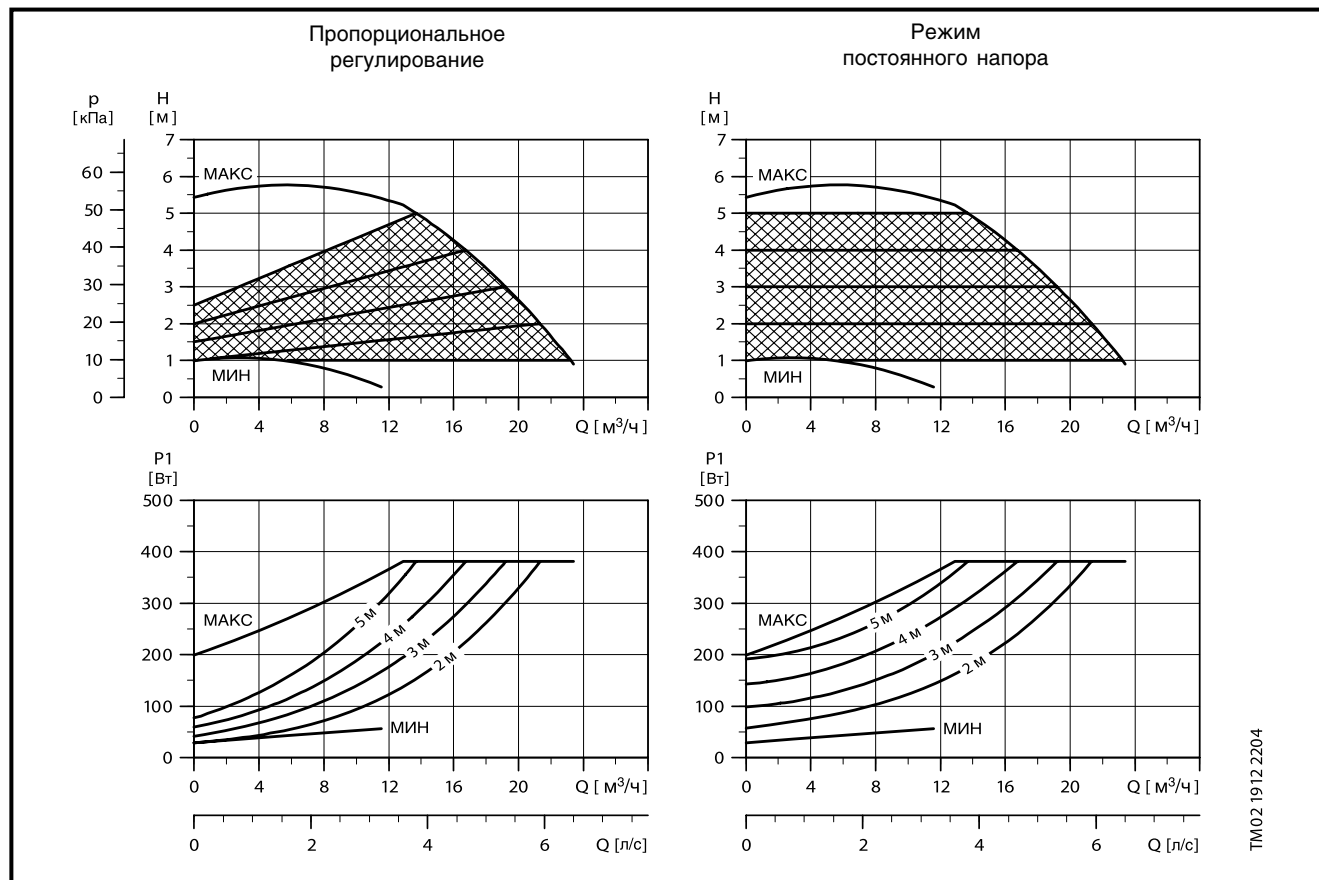 Пропорциональное
регулирование
Режим
постоянного напора
p
[кПа]
H
[м]
H
[м]
7
6
5
4
3
2
1
0
60
50
40
30
20
10
0
МАКС
МИН
0
4
8
12
16
20
Q [м³/ч]
7
6
5
4
3
2
1
0
МАКС
МИН
0
4
8
12
16
20
Q [м³/ч]
P1
[Вт]
500
400
300
200
100
0
МАКС
5 м
4 м
3 м
2 м
МИН
0
4
8
12
16
20
Q [м³/ч]
0
2
4
6
Q [л/с]
P1
[Вт]
500
400
300
200
100
0
МАКС
5 м
4 м
3 м
2 м
МИН
0
4
8
12
16
20
Q [м³/ч]
0
2
4
6
Q [л/с]
TM02 1912 2204